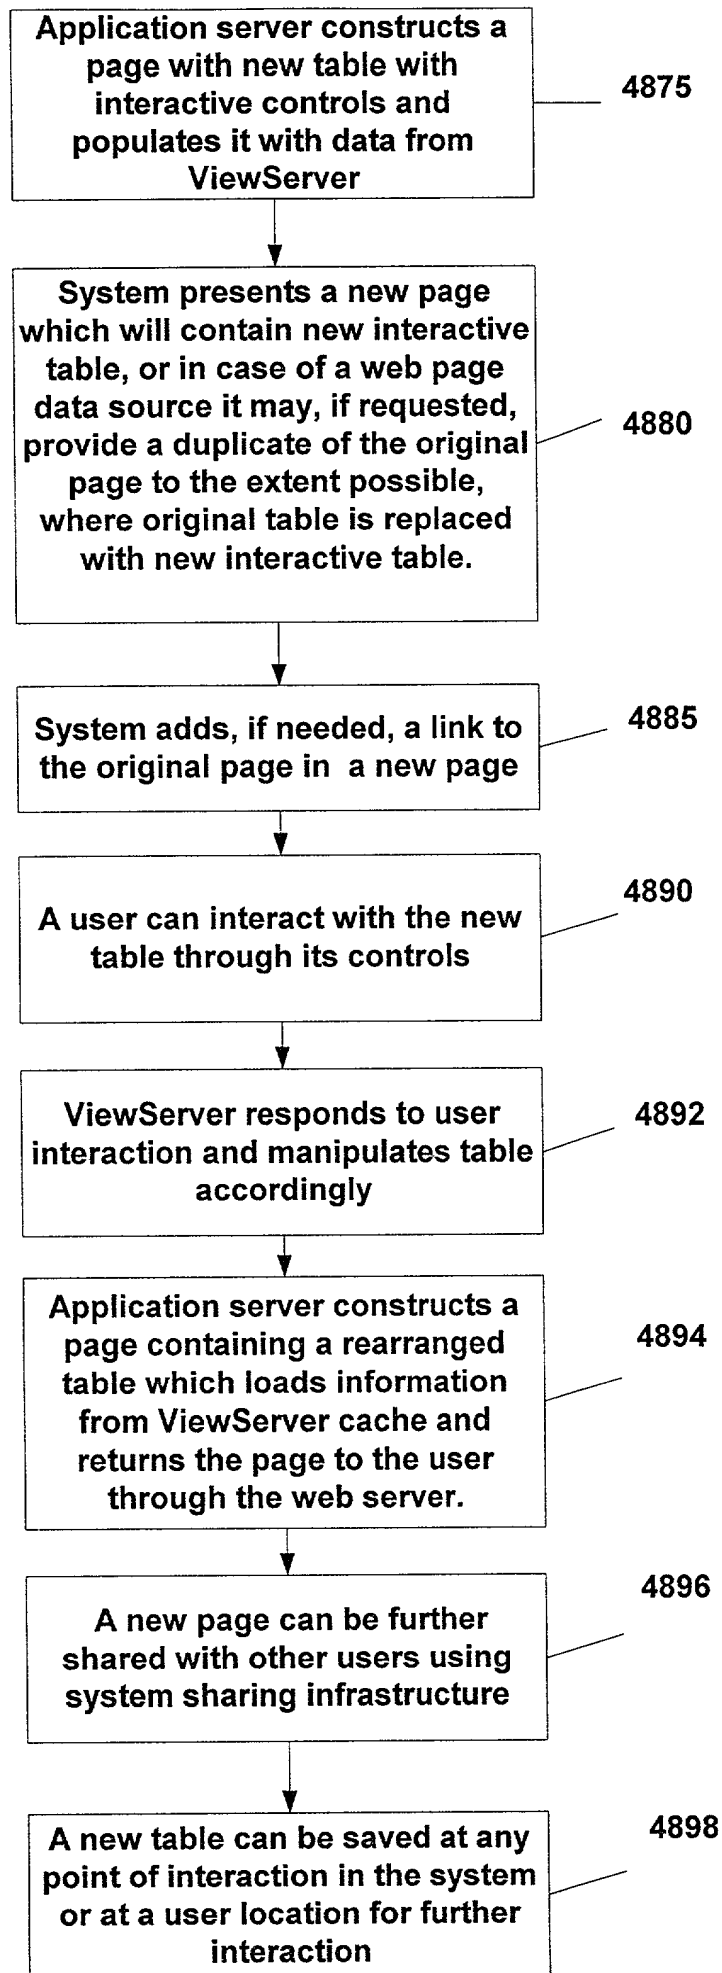 Application server constructs a
page with new table with
interactive controls and
populates it with data from
ViewServer
4875
System presents a new page
which will contain new interactive
table, or in case of a web page
data source it may, if requested,
provide a duplicate of the original
page to the extent possible,
where original table is replaced
with new interactive table.
4880
System adds, if needed, a link to
the original page in a new page
4885
A user can interact with the new
table through its controls
4890
ViewServer responds to user
interaction and manipulates table
accordingly
4892
Application server constructs a
page containing a rearranged
table which loads information
from ViewServer cache and
returns the page to the user
through the web server.
4894
A new page can be further
shared with other users using
system sharing infrastructure
4896
A new table can be saved at any
point of interaction in the system
or at a user location for further
interaction
4898